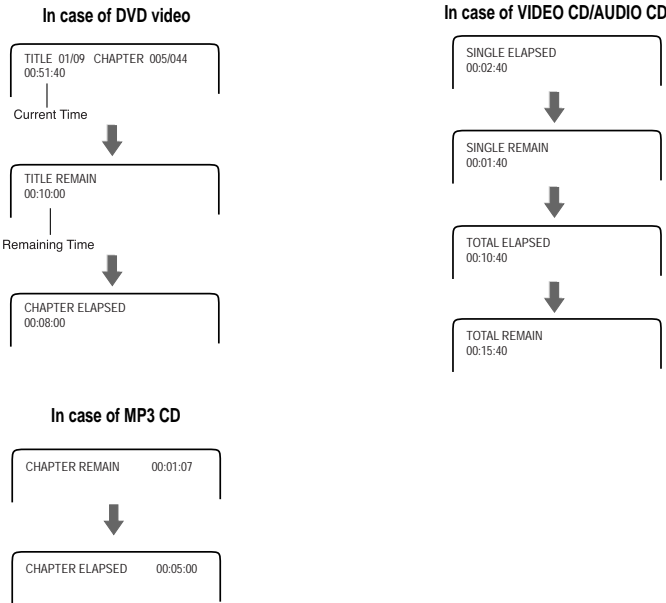 In case of DVD video
TITLE 01/09 CHAPTER 005/044
00:51:40
Current Time
TITLE REMAIN
00:10:00
Remaining Time
CHAPTER ELAPSED
00:08:00
In case of VIDEO CD/AUDIO CD
SINGLE ELAPSED
00:02:40
SINGLE REMAIN
00:01:40
TOTAL ELAPSED
00:10:40
TOTAL REMAIN
00:15:40
In case of MP3 CD
CHAPTER REMAIN 00:01:07
CHAPTER ELAPSED 00:05:00